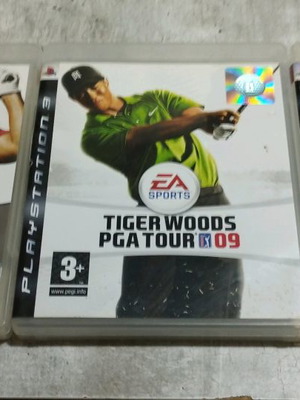 PLAYSTATION 3
EA
SPORTS
TIGER WOODS
PGA TOUR 09
3+
www.pegi.info